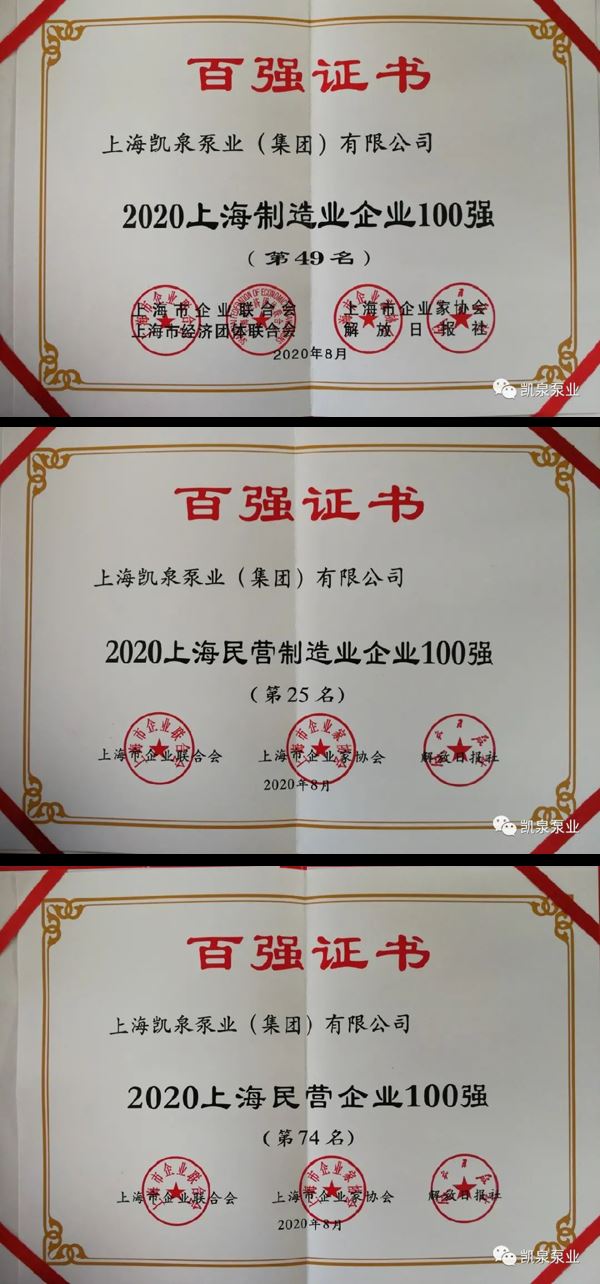 百强证书
上海凯泉泵业（集团）有限公司
2020上海制造业企业100强
（第49名）
上海市企业联合会 上海市企业家协会
上海市经济团体联合会 解放日报社
2020年8月
凯泉泵业
百强证书
上海凯泉泵业（集团）有限公司
2020上海民营制造业企业100强
（第25名）
上海市企业联合会 上海市企业家协会 解放日报社
2020年8月
凯泉泵业
百强证书
上海凯泉泵业（集团）有限公司
2020上海民营企业100强
（第74名）
上海市企业联合会 上海市企业家协会 解放日报社
2020年8月
凯泉泵业